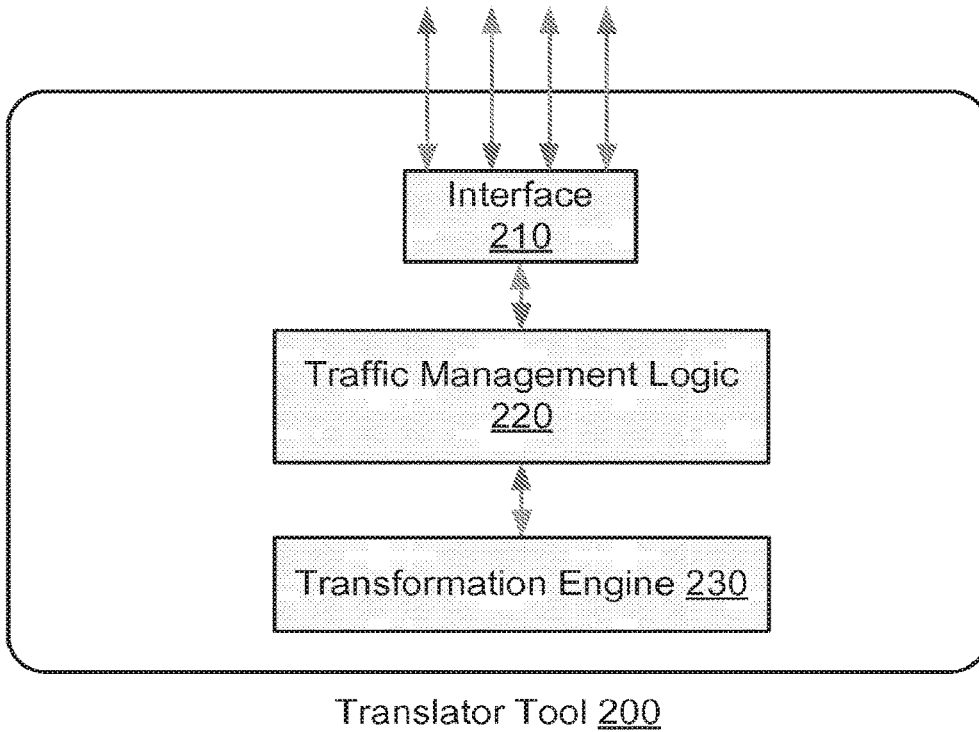 Interface
210
Traffic Management Logic
220
Transformation Engine 230
Translator Tool 200